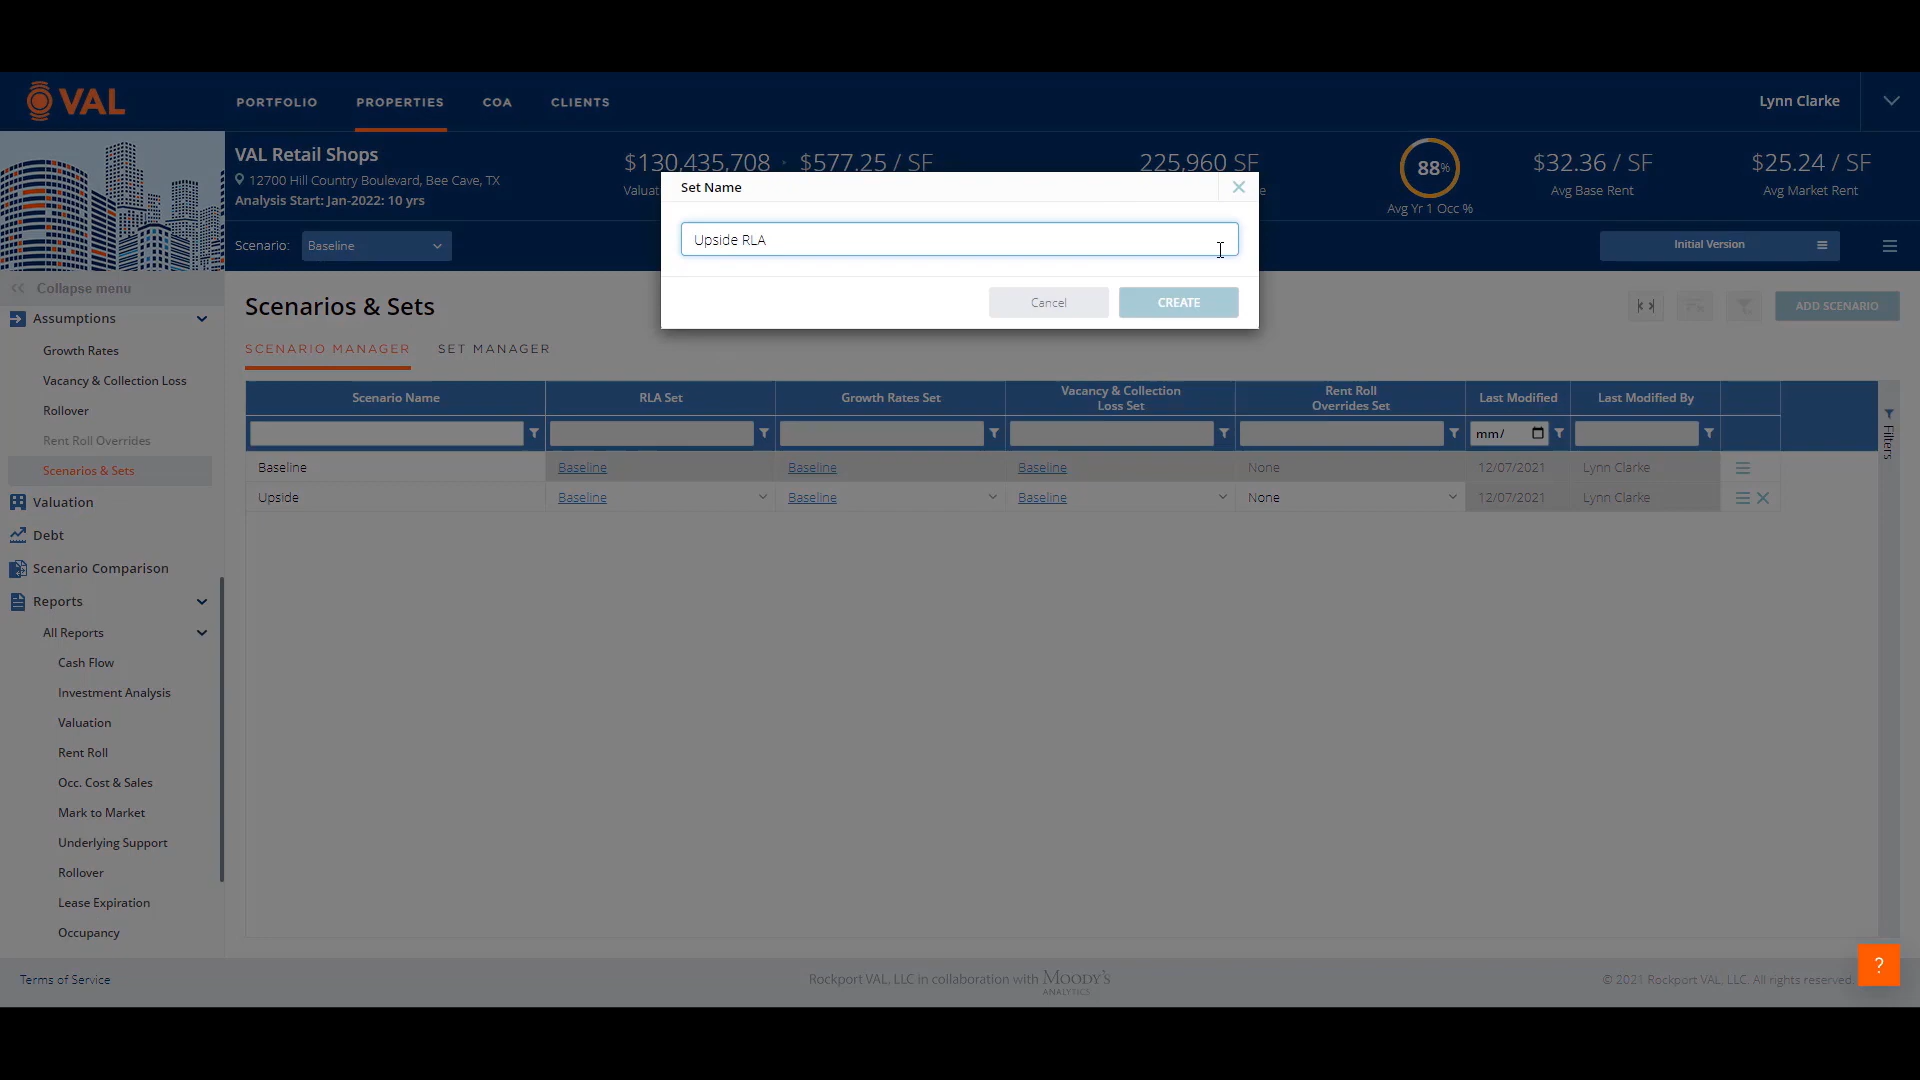 VAL
PORTFOLIO
PROPERTIES
COA
CLIENTS
Lynn Clarke
VAL Retail Shops
12700 Hill Country Boulevard, Bee Cave, TX
Analysis Start: Jan-2022: 10 yrs
$130,435,708 · $577.25 / SF
225,960 SF
88%
Avg Yr 1 Occ %
$32.36 / SF
Avg Base Rent
$25.24 / SF
Avg Market Rent
Scenario:
Baseline
Initial Version
Set Name
Upside RLA
Cancel
CREATE
Collapse menu
Assumptions
Growth Rates
Vacancy & Collection Loss
Rollover
Rent Roll Overrides
Scenarios & Sets
Valuation
Debt
Scenario Comparison
Reports
All Reports
Cash Flow
Investment Analysis
Valuation
Rent Roll
Occ. Cost & Sales
Mark to Market
Underlying Support
Rollover
Lease Expiration
Occupancy
Scenarios & Sets
ADD SCENARIO
SCENARIO MANAGER
SET MANAGER
Scenario Name
RLA Set
Growth Rates Set
Vacancy & Collection
Loss Set
Rent Roll
Overrides Set
Last Modified
Last Modified By
mm/
Filters
Baseline Baseline Baseline Baseline None 12/07/2021 Lynn Clarke
Upside Baseline Baseline Baseline None 12/07/2021 Lynn Clarke
Terms of Service
Rockport VAL, LLC in collaboration with MOODY'S
ANALYTICS
© 2021 Rockport VAL, LLC. All rights reserved.
?